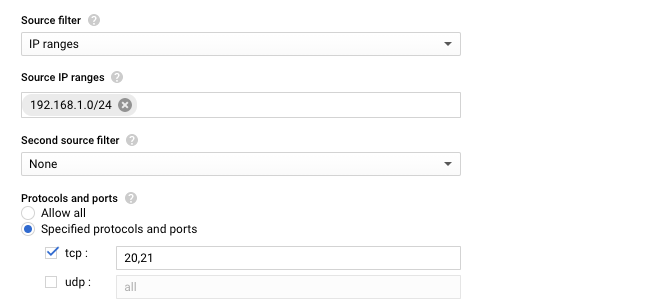 Source filter
IP ranges
Source IP ranges
192.168.1.0/24
Second source filter
None
Protocols and ports
Allow all
Specified protocols and ports
tcp : 20,21
udp : all